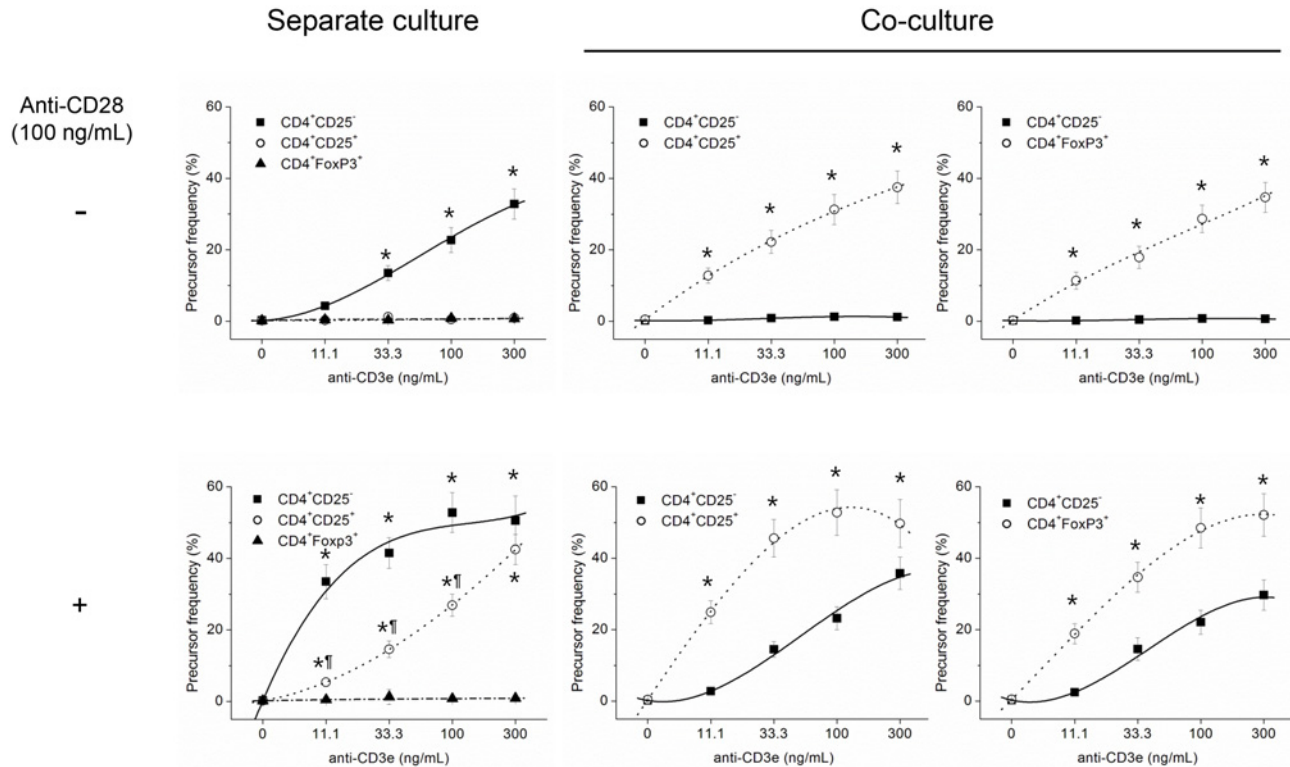 Separate culture
Co-culture
Anti-CD28
(100 ng/mL)
-
60
40
20
0
Precursor frequency (%)
CD4⁺CD25⁻
CD4⁺CD25⁺
CD4⁺FoxP3⁺
*
*
*
0 11.1 33.3 100 300
anti-CD3e (ng/mL)
60
40
20
0
Precursor frequency (%)
CD4⁺CD25⁻
CD4⁺CD25⁺
*
*
*
*
0 11.1 33.3 100 300
anti-CD3e (ng/mL)
60
40
20
0
Precursor frequency (%)
CD4⁺CD25⁻
CD4⁺FoxP3⁺
*
*
*
*
0 11.1 33.3 100 300
anti-CD3e (ng/mL)
+
60
40
20
0
Precursor frequency (%)
CD4⁺CD25⁻
CD4⁺CD25⁺
CD4⁺Foxp3⁺
*
*
*
*
*¶
*¶
*¶
*
0 11.1 33.3 100 300
anti-CD3e (ng/mL)
60
40
20
0
Precursor frequency (%)
CD4⁺CD25⁻
CD4⁺CD25⁺
*
*
*
*
0 11.1 33.3 100 300
anti-CD3e (ng/mL)
60
40
20
0
Precursor frequency (%)
CD4⁺CD25⁻
CD4⁺FoxP3⁺
*
*
*
*
0 11.1 33.3 100 300
anti-CD3e (ng/mL)